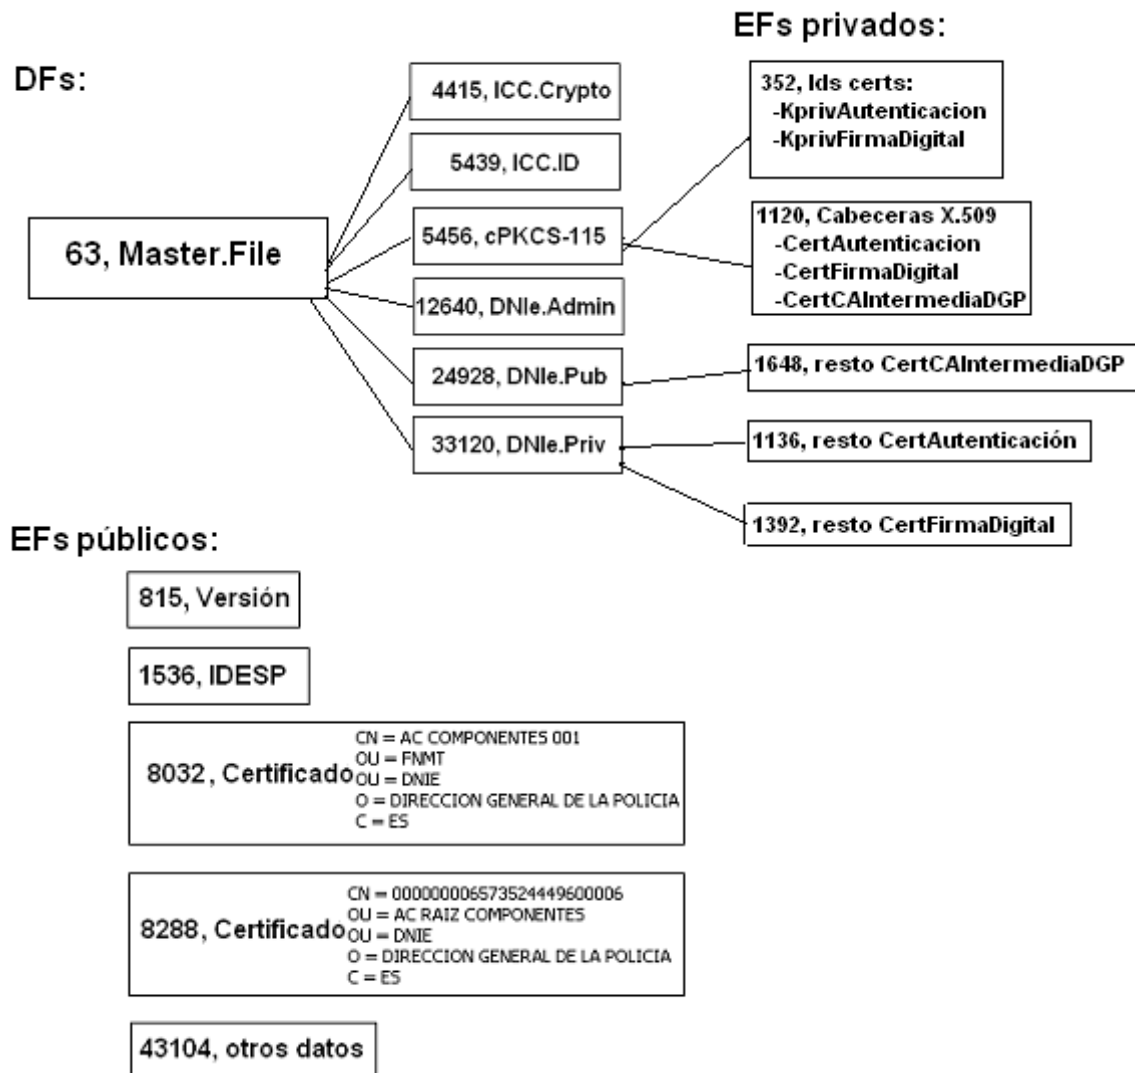 EFs privados:
DFs:
4415, ICC.Crypto
5439, ICC.ID
5456, cPKCS-115
12640, DNIe.Admin
24928, DNIe.Pub
33120, DNIe.Priv
63, Master.File
352, Ids certs:
-KprivAutenticacion
-KprivFirmaDigital
1120, Cabeceras X.509
-CertAutenticacion
-CertFirmaDigital
-CertCAIntermediaDGP
1648, resto CertCAIntermediaDGP
1136, resto CertAutenticación
1392, resto CertFirmaDigital
EFs públicos:
815, Versión
1536, IDESP
8032, Certificado
CN = AC COMPONENTES 001
OU = FNMT
OU = DNIE
O = DIRECCION GENERAL DE LA POLICIA
C = ES
8288, Certificado
CN = 0000000065735244​49600006
OU = AC RAIZ COMPONENTES
OU = DNIE
O = DIRECCION GENERAL DE LA POLICIA
C = ES
43104, otros datos